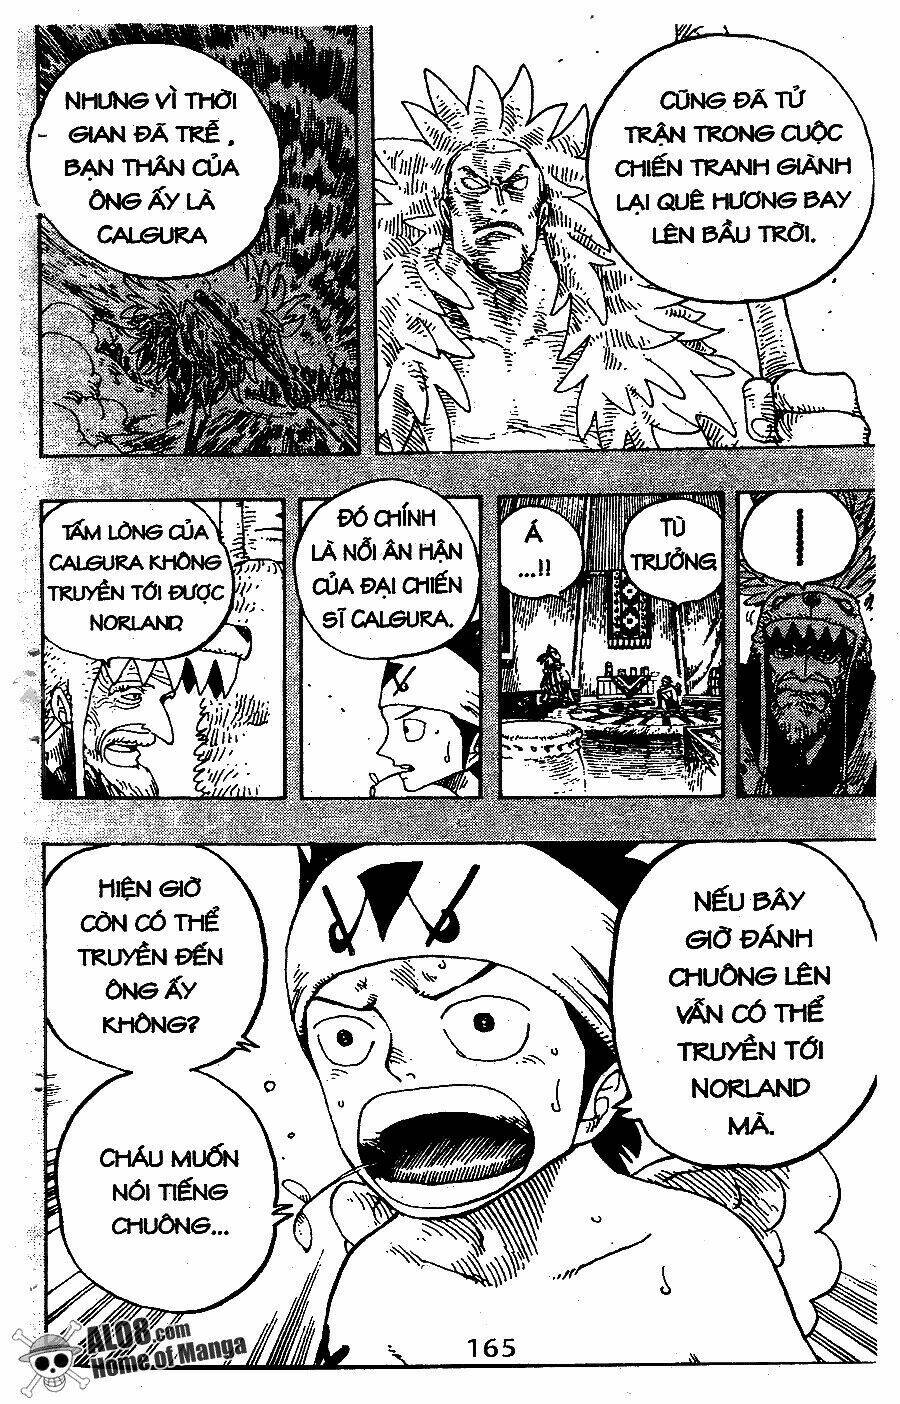 NHƯNG VÌ THỜI
GIAN ĐÃ TRỄ,
BẠN THÂN CỦA
ÔNG ẤY LÀ
CALGURA
CŨNG ĐÃ TỬ
TRẬN TRONG CUỘC
CHIẾN TRANH GIÀNH
LẠI QUÊ HƯƠNG BAY
LÊN BẦU TRỜI.
TẤM LÒNG CỦA
CALGURA KHÔNG
TRUYỀN TỚI ĐƯỢC
NORLAND.
ĐÓ CHÍNH
LÀ NỖI ÂN HẬN
CỦA ĐẠI CHIẾN
SĨ CALGURA.
Á
...!!
TÙ
TRƯỞNG
HIỆN GIỜ
CÒN CÓ THỂ
TRUYỀN ĐẾN
ÔNG ẤY
KHÔNG?
CHÁU MUỐN
NÓI TIẾNG
CHUÔNG...
NẾU BÂY
GIỜ ĐÁNH
CHUÔNG LÊN
VẪN CÓ THỂ
TRUYỀN TỚI
NORLAND
MÀ.
165
ALO8.com
Home of Manga